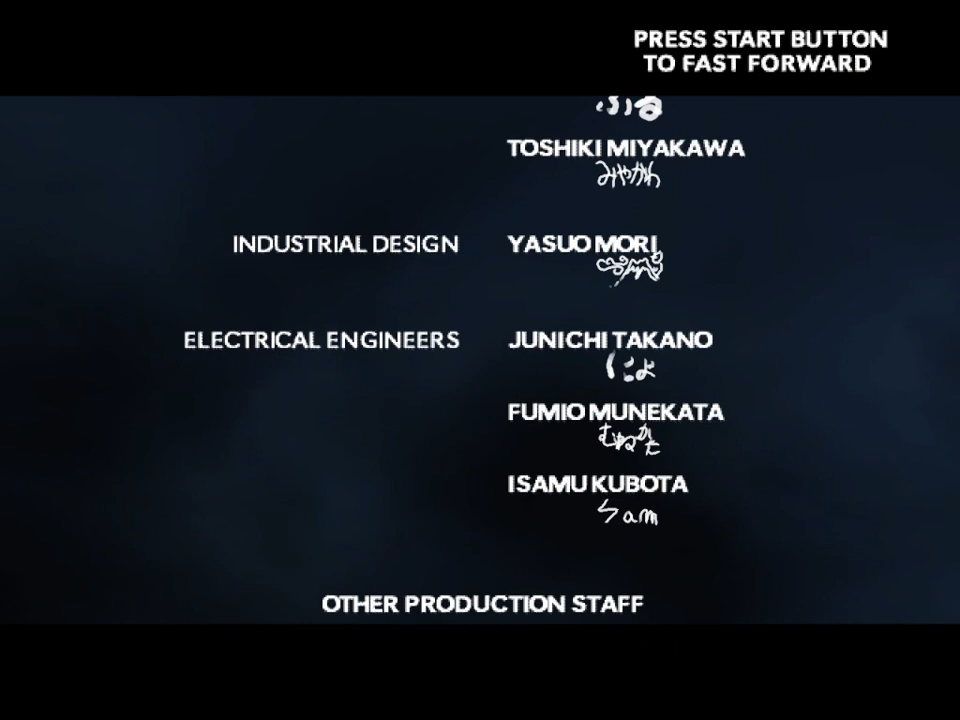 PRESS START BUTTON
TO FAST FORWARD
TOSHIKI MIYAKAWA
みやがわ
INDUSTRIAL DESIGN YASUO MORI
ELECTRICAL ENGINEERS JUNICHI TAKANO
FUMIO MUNEKATA
むねかた
ISAMU KUBOTA
Sam
OTHER PRODUCTION STAFF